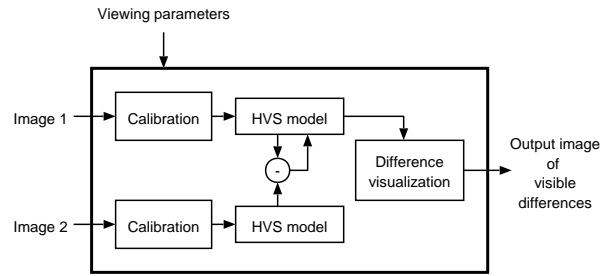 Viewing parameters
Image 1
Calibration
HVS model
-
Difference
visualization
Output image
of
visible
differences
Image 2
Calibration
HVS model